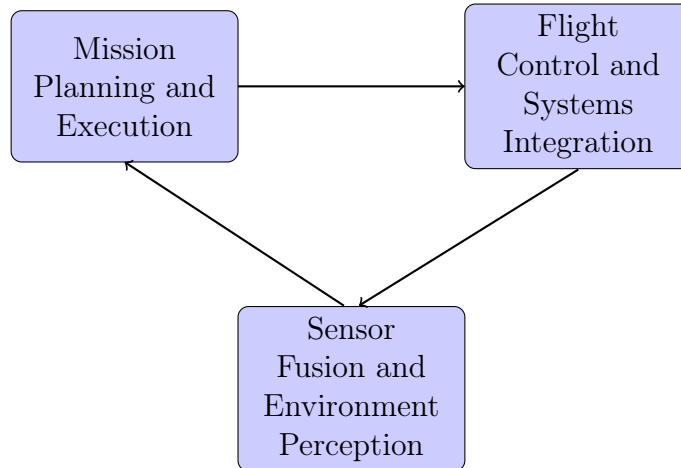 Mission
Planning and
Execution
Flight
Control and
Systems
Integration
Sensor
Fusion and
Environment
Perception